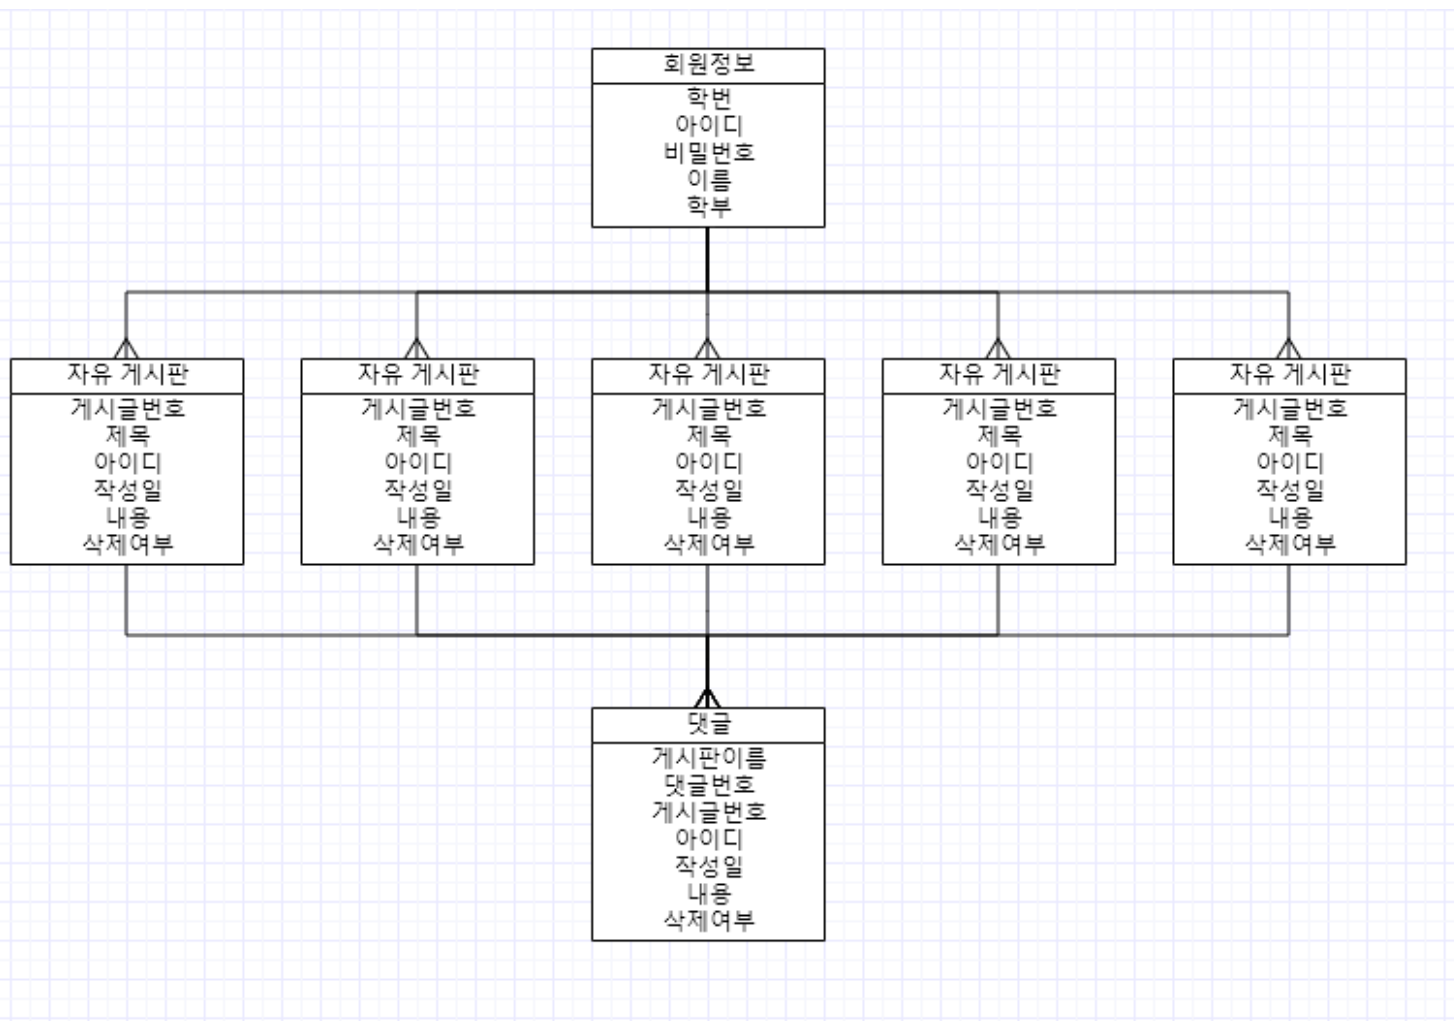 회원정보
학번
아이디
비밀번호
이름
학부
자유 게시판
게시글번호
제목
아이디
작성일
내용
삭제여부
자유 게시판
게시글번호
제목
아이디
작성일
내용
삭제여부
자유 게시판
게시글번호
제목
아이디
작성일
내용
삭제여부
자유 게시판
게시글번호
제목
아이디
작성일
내용
삭제여부
자유 게시판
게시글번호
제목
아이디
작성일
내용
삭제여부
댓글
게시판이름
댓글번호
게시글번호
아이디
작성일
내용
삭제여부